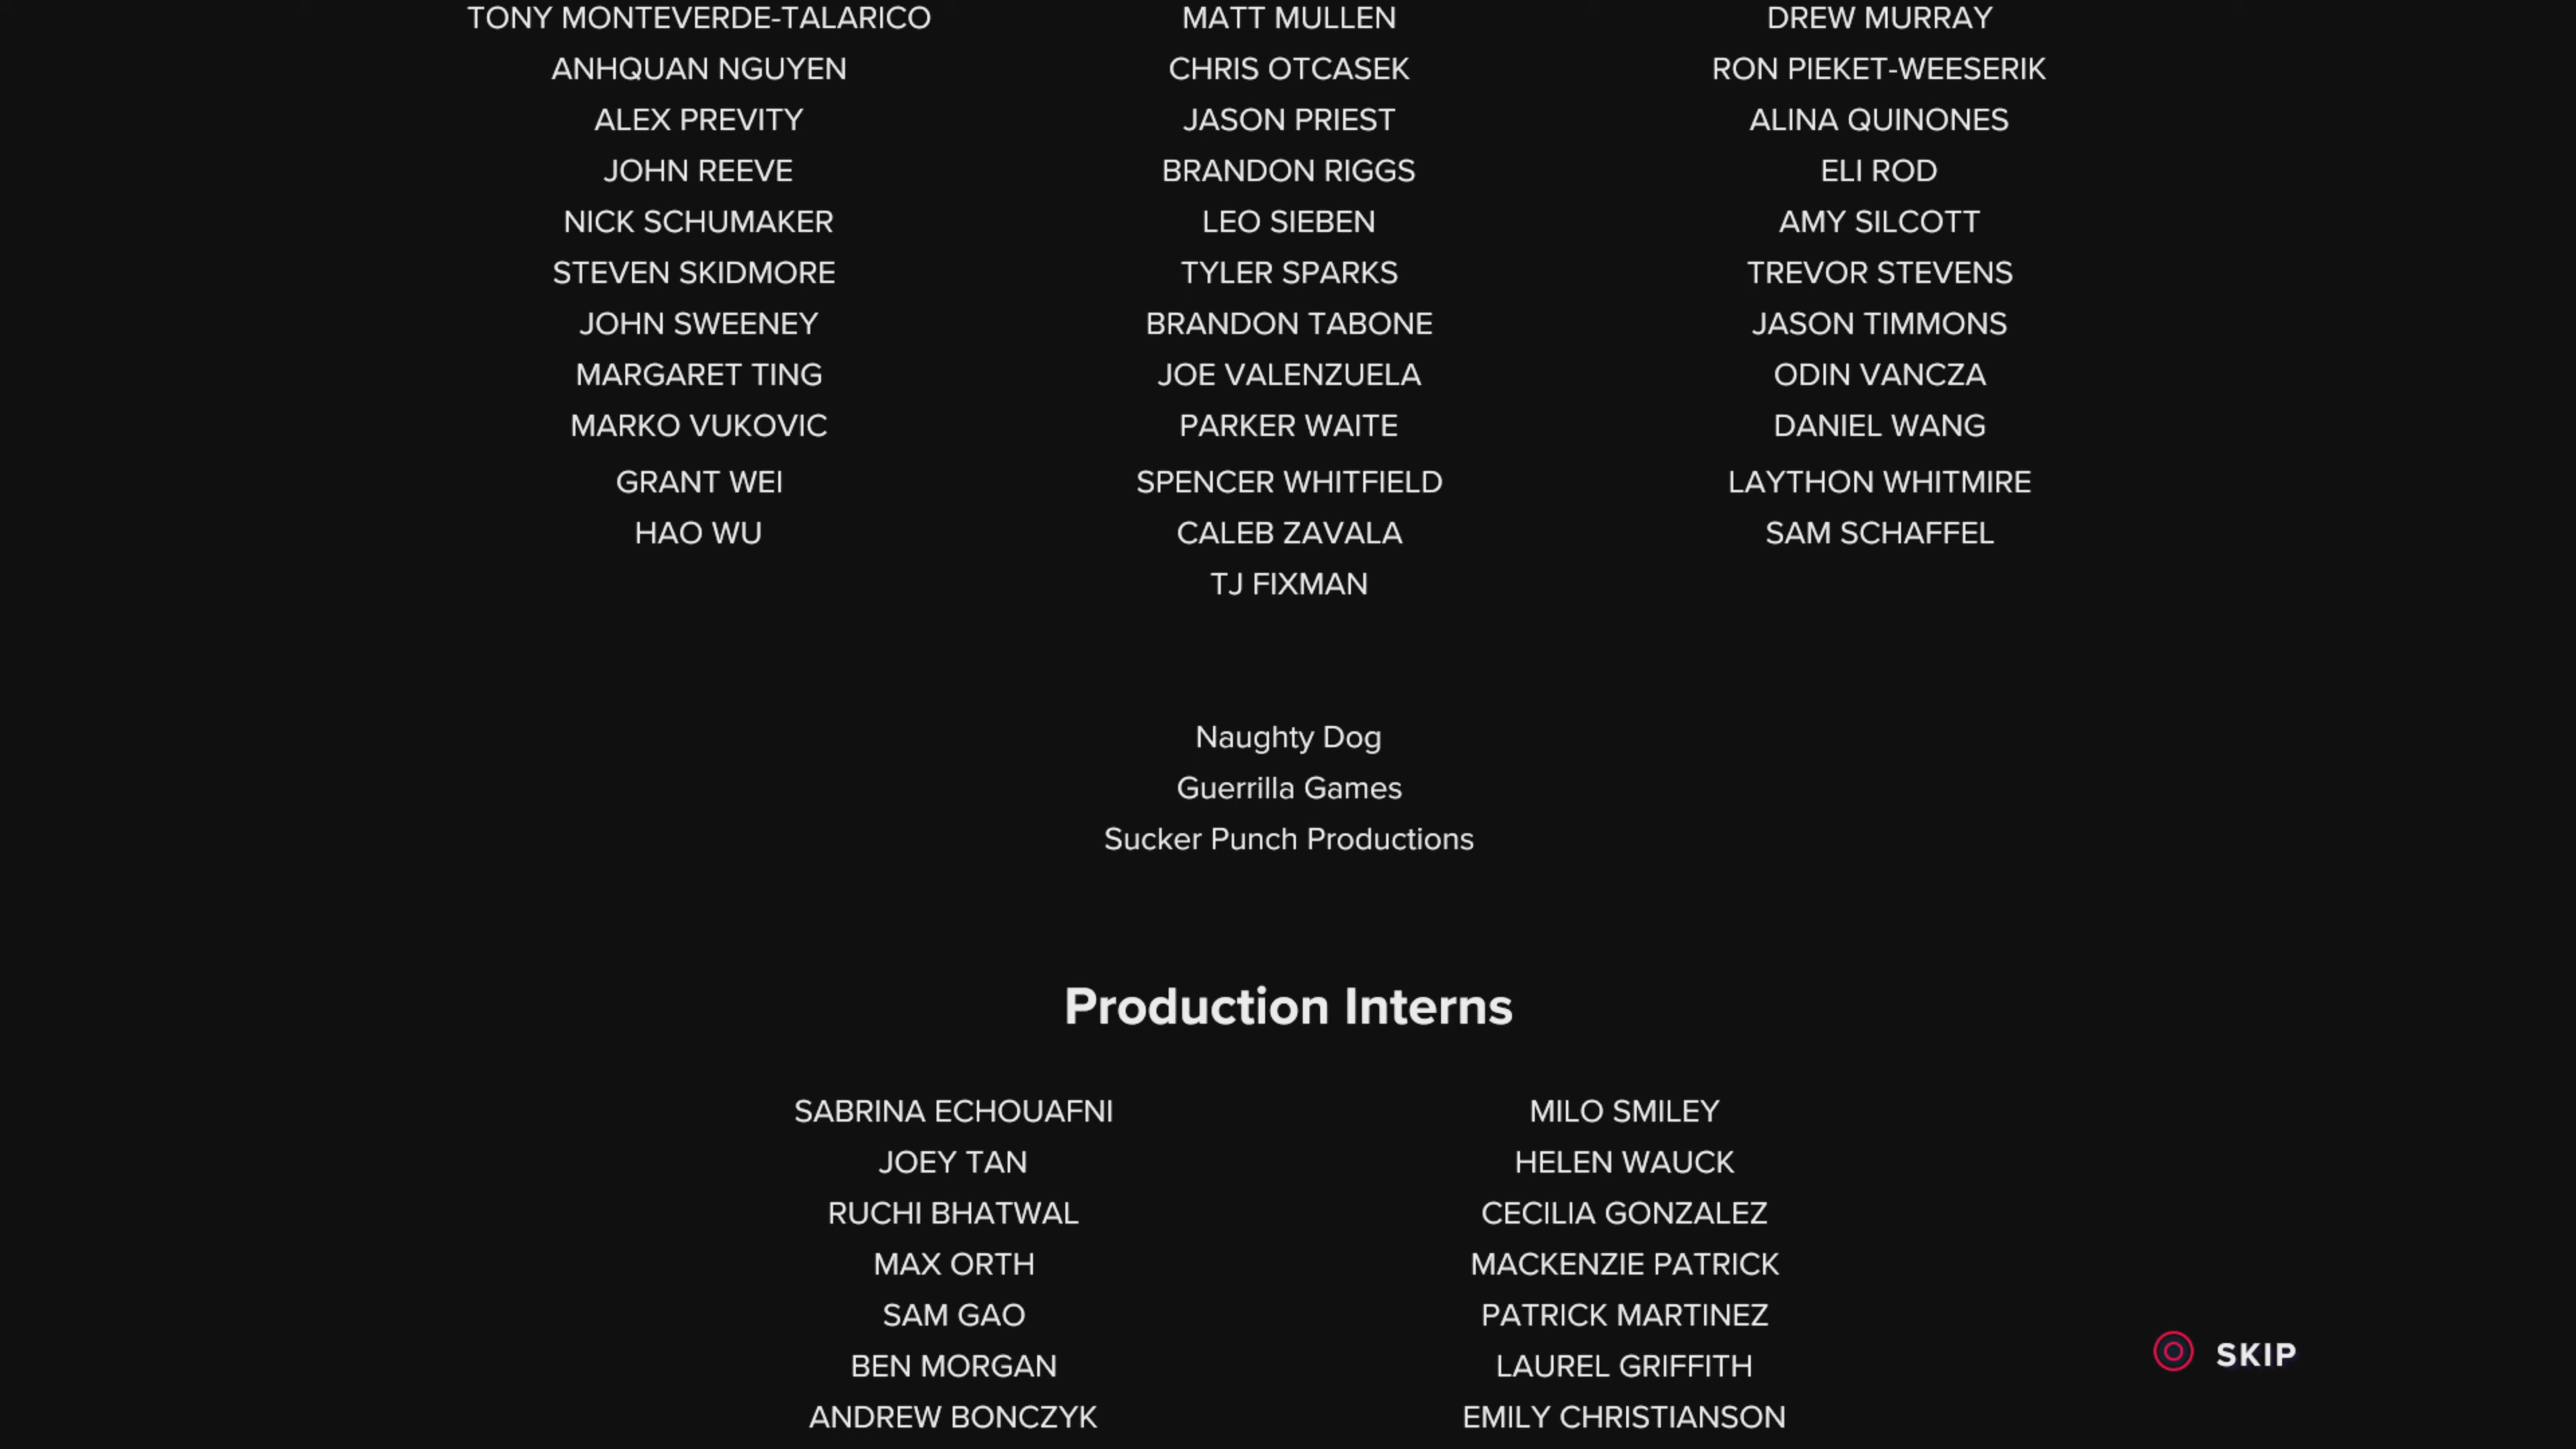 TONY MONTEVERDE-TALARICO MATT MULLEN DREW MURRAY
ANHQUAN NGUYEN CHRIS OTCASEK RON PIEKET-WEESERIK
ALEX PREVITY JASON PRIEST ALINA QUINONES
JOHN REEVE BRANDON RIGGS ELI ROD
NICK SCHUMAKER LEO SIEBEN AMY SILCOTT
STEVEN SKIDMORE TYLER SPARKS TREVOR STEVENS
JOHN SWEENEY BRANDON TABONE JASON TIMMONS
MARGARET TING JOE VALENZUELA ODIN VANCZA
MARKO VUKOVIC PARKER WAITE DANIEL WANG
GRANT WEI SPENCER WHITFIELD LAYTHON WHITMIRE
HAO WU CALEB ZAVALA SAM SCHAFFEL
TJ FIXMAN
Naughty Dog
Guerrilla Games
Sucker Punch Productions
Production Interns
SABRINA ECHOUAFNI MILO SMILEY
JOEY TAN HELEN WAUCK
RUCHI BHATWAL CECILIA GONZALEZ
MAX ORTH MACKENZIE PATRICK
SAM GAO PATRICK MARTINEZ
BEN MORGAN LAUREL GRIFFITH
SKIP
ANDREW BONCZYK EMILY CHRISTIANSON